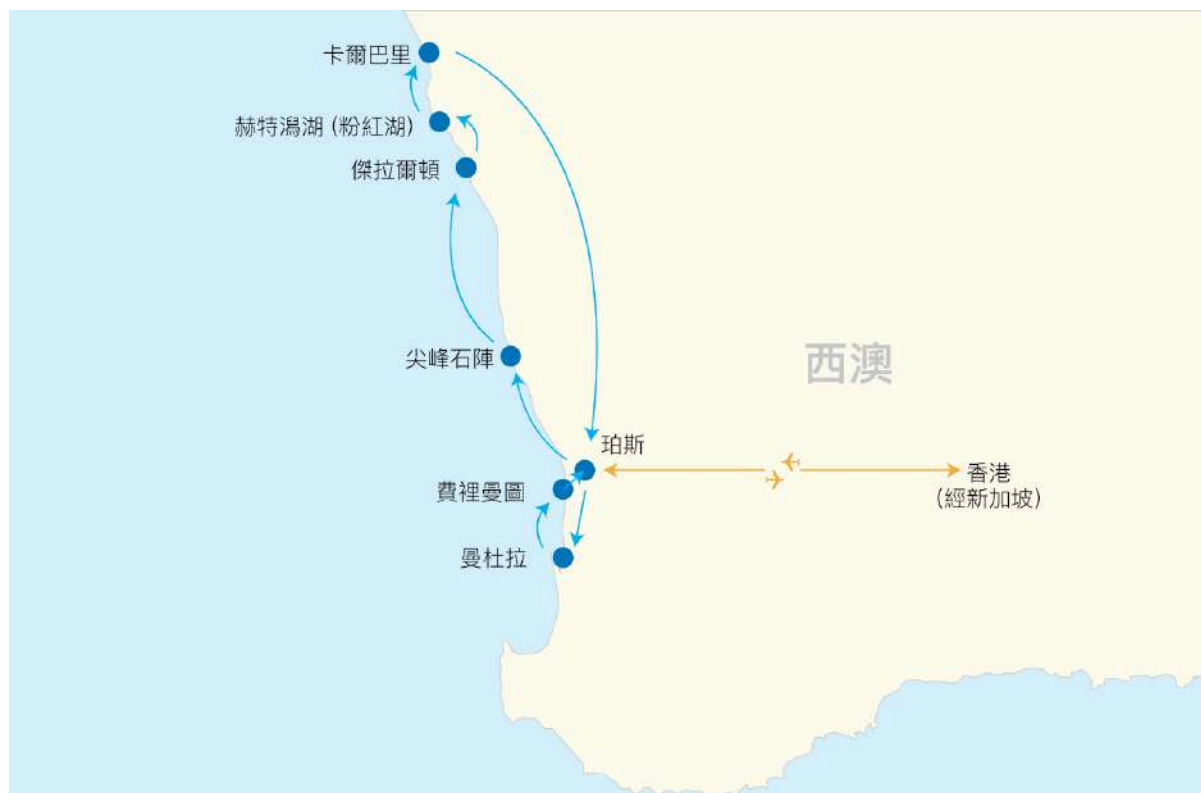 卡爾巴里
赫特潟湖 (粉紅湖)
傑拉爾頓
尖峰石陣
西澳
珀斯
費裡曼圖
香港
(經新加坡)
曼杜拉